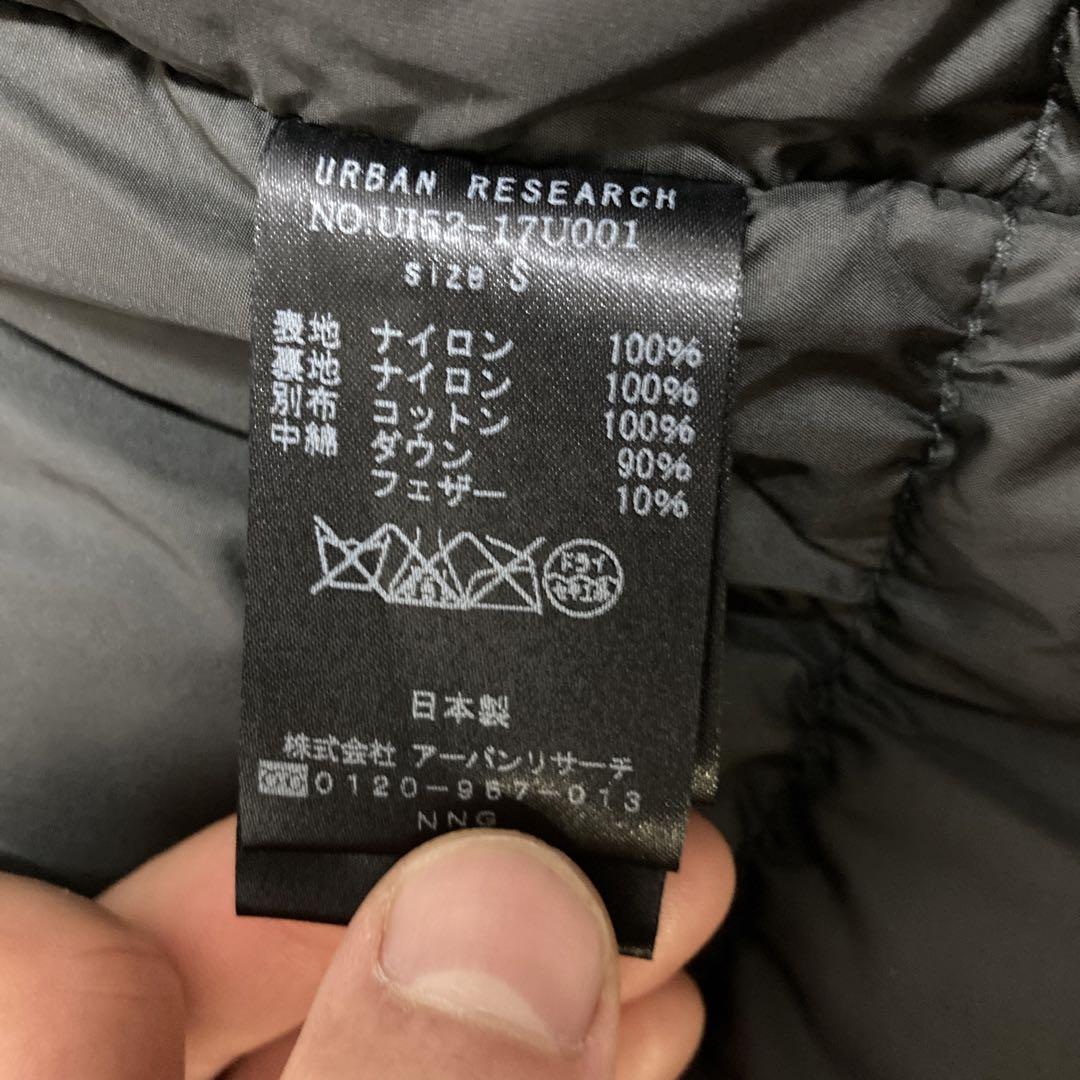 URBAN RESEARCH
NO.UI52-17U001
SIZE S
表地 ナイロン 100%
裏地 ナイロン 100%
別布 コットン 100%
中綿 ダウン 90%
フェザー 10%
ドライ
日本製
株式会社 アーバンリサーチ
0120-967-013
NNG